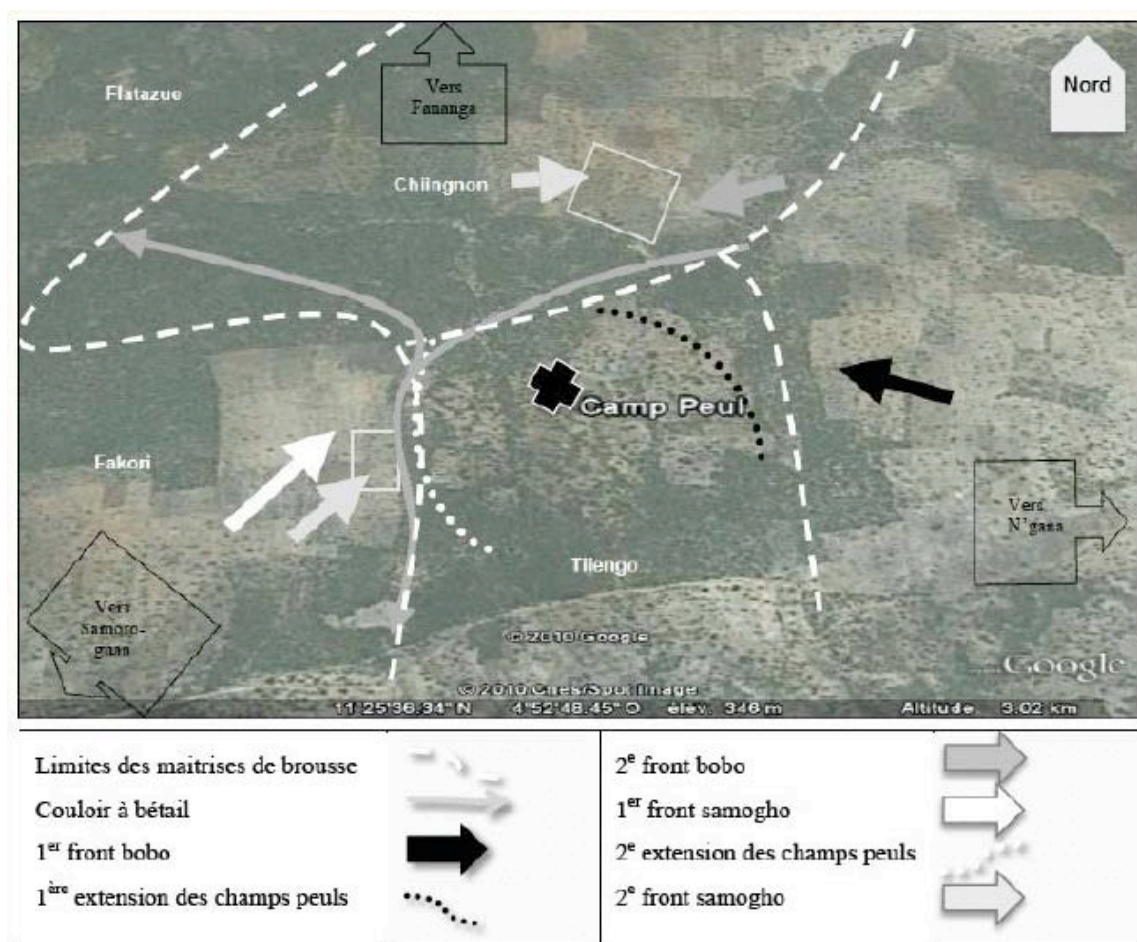 Flatazue
Vers
Fananga
Nord
Chiingnon
Camp Peul
Fakori
Vers
N'gana
Tilengo
Vers
Samoro-
guan
© 2010 Google
Google
© 2010 Cnes/Spot Image
11°25'36.34" N 4°52'48.45" O élév. 346 m Altitude. 3.02 km
Limites des maitrises de brousse
Couloir à bétail
1er front bobo
1ère extension des champs peuls
2e front bobo
1er front samogho
2e extension des champs peuls
2e front samogho